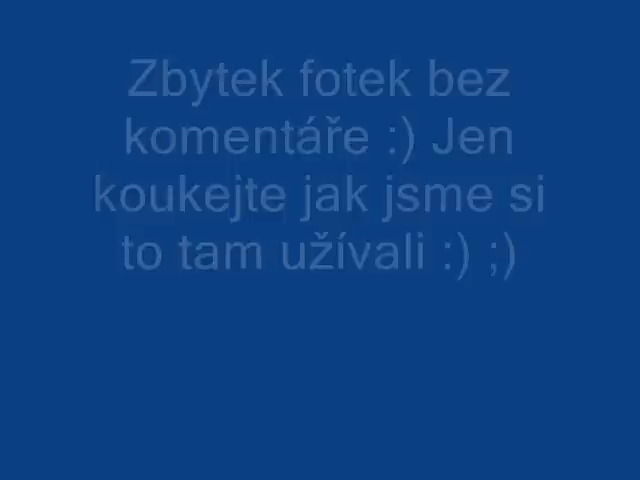 Zbytek fotek bez
komentáře :) Jen
koukejte jak jsme si
to tam užívali :) ;)